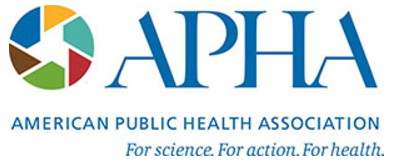 APHA
AMERICAN PUBLIC HEALTH ASSOCIATION
For science. For action. For health.